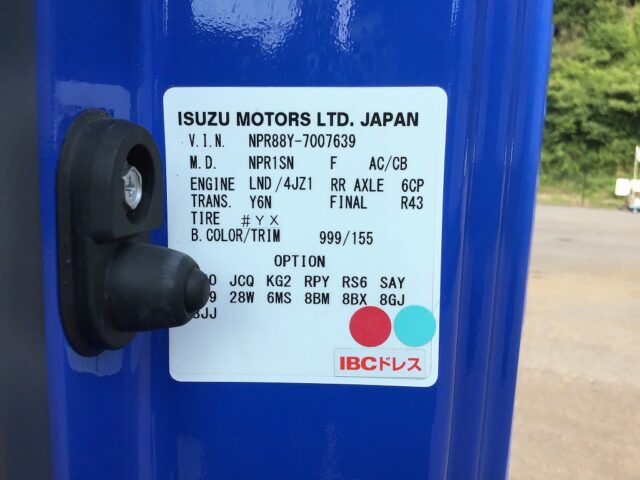 ISUZU MOTORS LTD. JAPAN
V.I.N. NPR88Y-7007639
M.D. NPR1SN F AC/CB
ENGINE LND/4JZ1 RR AXLE 6CP
TRANS. Y6N FINAL R43
TIRE #YX
B.COLOR/TRIM 999/155
OPTION
JCQ KG2 RPY RS6 SAY
28W 6MS 8BM 8BX 8GJ
IBCドレス